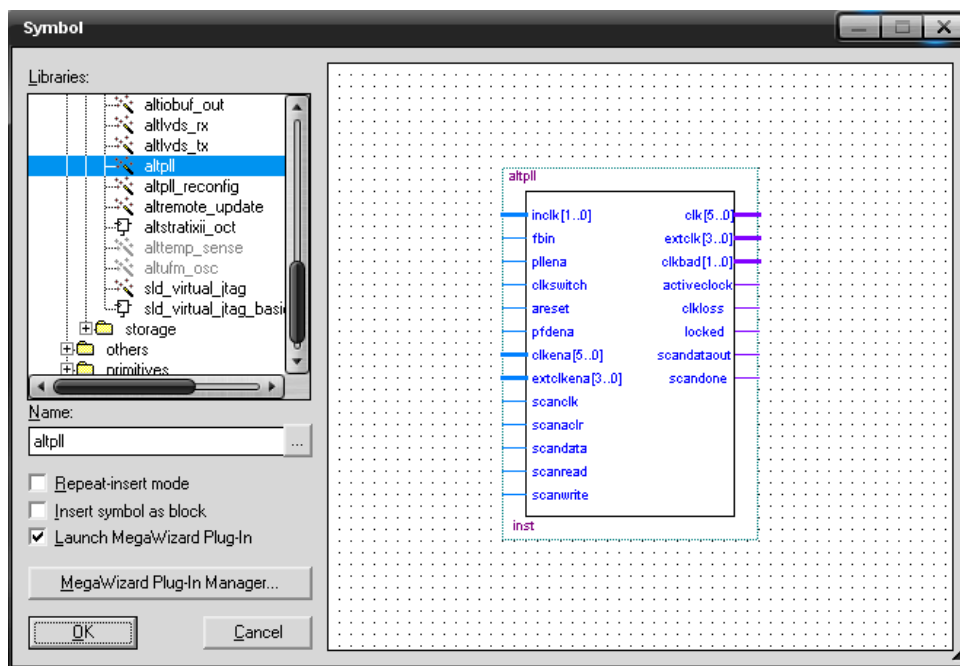 Symbol
Libraries:
altiobuf_out
altlvds_rx
altlvds_tx
altpll
altpll_reconfig
altremote_update
altstratixii_oct
alttemp_sense
altufm_osc
sld_virtual_jtag
sld_virtual_jtag_basi
storage
others
primitives
Name:
altpll
...
Repeat-insert mode
Insert symbol as block
Launch MegaWizard Plug-In
MegaWizard Plug-In Manager...
OK Cancel
altpll
inclk[1..0] clk[5..0]
fbin extclk[3..0]
pllena clkbad[1..0]
clkswitch activeclock
areset clkloss
pfdena locked
clkena[5..0] scandataout
extclkena[3..0] scandone
scanclk
scanaclr
scandata
scanread
scanwrite
inst